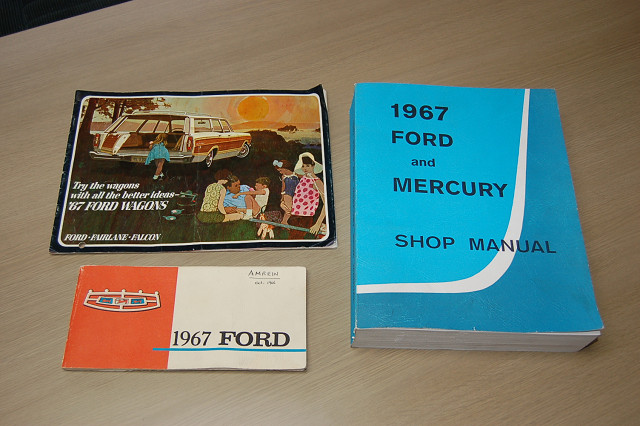 Try the wagons
with all the better ideas—
'67 FORD WAGONS
FORD • FAIRLANE • FALCON
1967
FORD
and
MERCURY
SHOP MANUAL
AMREIN
1967 FORD